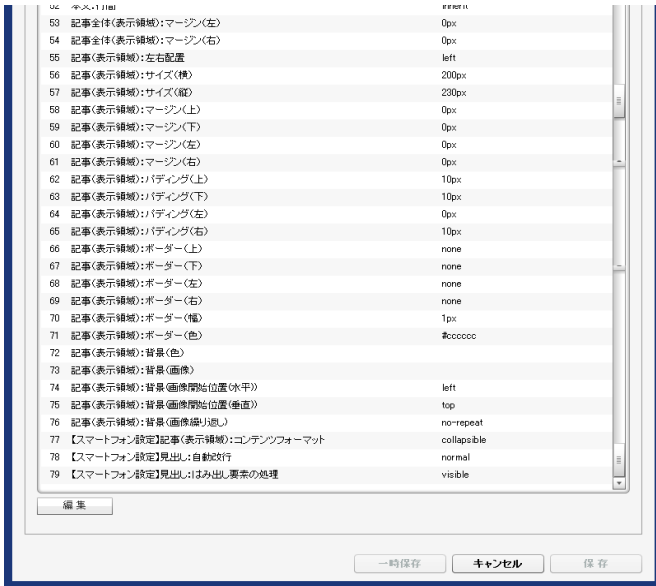 53 記事全体(表示領域):マージン(左) 0px
54 記事全体(表示領域):マージン(右) 0px
55 記事(表示領域):左右配置 left
56 記事(表示領域):サイズ(横) 200px
57 記事(表示領域):サイズ(縦) 230px
58 記事(表示領域):マージン(上) 0px
59 記事(表示領域):マージン(下) 0px
60 記事(表示領域):マージン(左) 0px
61 記事(表示領域):マージン(右) 0px
62 記事(表示領域):パディング(上) 10px
63 記事(表示領域):パディング(下) 10px
64 記事(表示領域):パディング(左) 0px
65 記事(表示領域):パディング(右) 10px
66 記事(表示領域):ボーダー(上) none
67 記事(表示領域):ボーダー(下) none
68 記事(表示領域):ボーダー(左) none
69 記事(表示領域):ボーダー(右) none
70 記事(表示領域):ボーダー(幅) 1px
71 記事(表示領域):ボーダー(色) #cccccc
72 記事(表示領域):背景(色)
73 記事(表示領域):背景(画像)
74 記事(表示領域):背景(画像開始位置(水平)) left
75 記事(表示領域):背景(画像開始位置(垂直)) top
76 記事(表示領域):背景(画像繰り返し) no-repeat
77 【スマートフォン設定】記事(表示領域):コンテンツフォーマット collapsible
78 【スマートフォン設定】見出し:自動改行 normal
79 【スマートフォン設定】見出し:はみ出し要素の処理 visible
編集
一時保存 キャンセル 保存